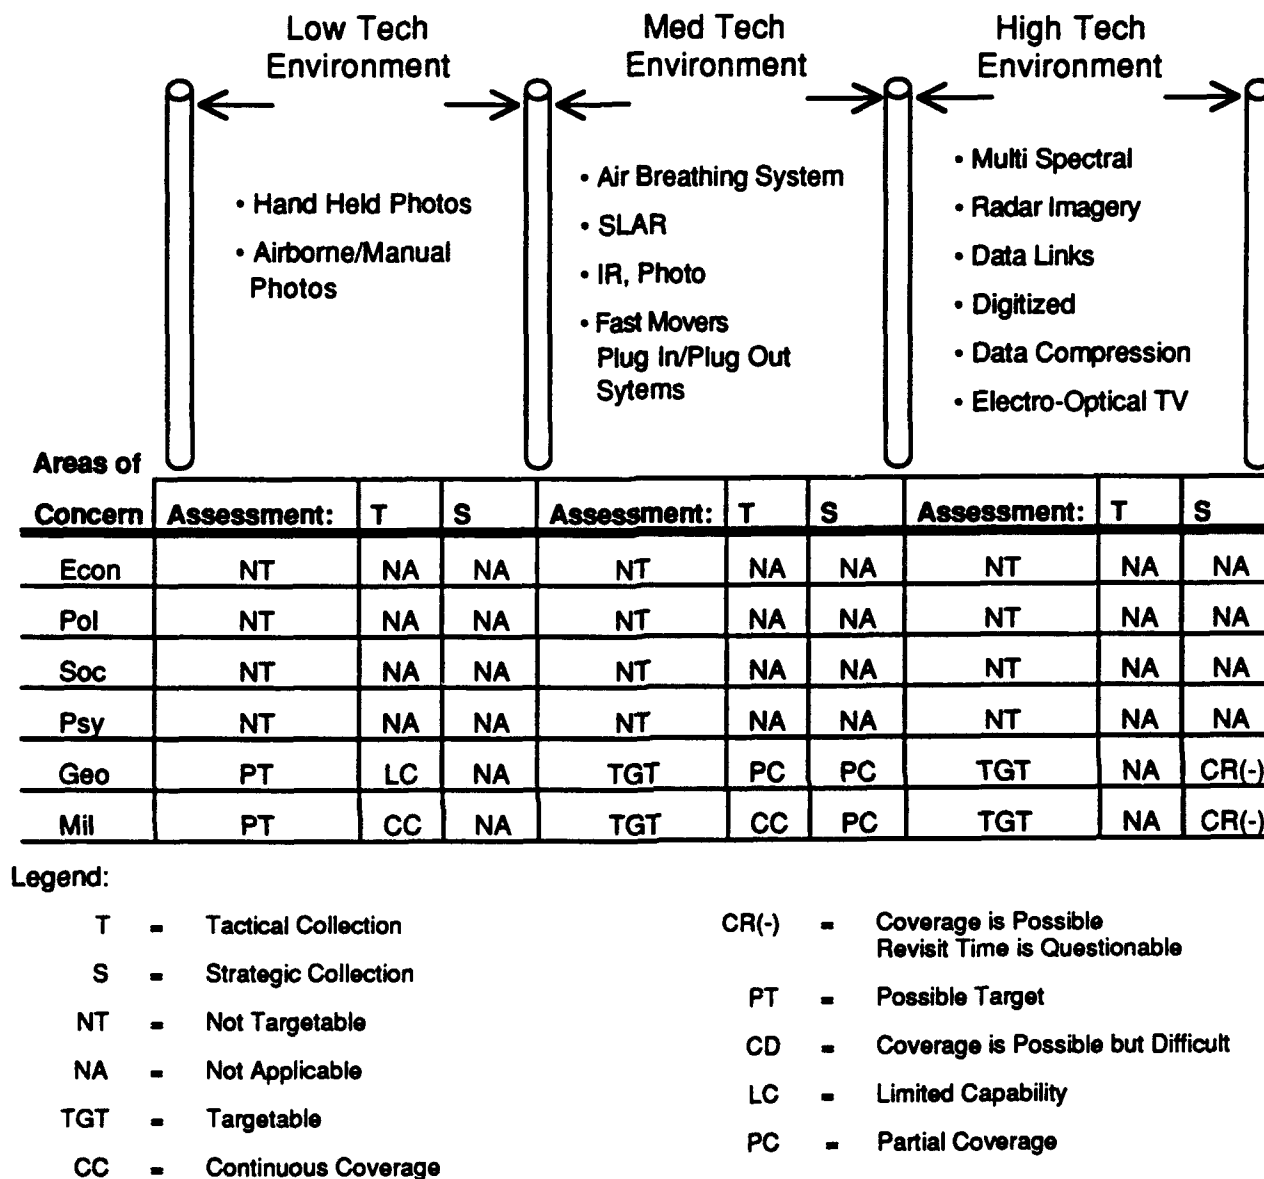 Low Tech
Environment
Med Tech
Environment
High Tech
Environment
• Hand Held Photos
• Airborne/Manual
Photos
• Air Breathing System
• SLAR
• IR, Photo
• Fast Movers
Plug In/Plug Out
Sytems
• Multi Spectral
• Radar Imagery
• Data Links
• Digitized
• Data Compression
• Electro-Optical TV
Areas of
Concern Assessment: T S Assessment: T S Assessment: T S
Econ NT NA NA NT NA NA NT NA NA
Pol NT NA NA NT NA NA NT NA NA
Soc NT NA NA NT NA NA NT NA NA
Psy NT NA NA NT NA NA NT NA NA
Geo PT LC NA TGT PC PC TGT NA CR(-)
Mil PT CC NA TGT CC PC TGT NA CR(-)
Legend:
T = Tactical Collection
S = Strategic Collection
NT = Not Targetable
NA = Not Applicable
TGT = Targetable
CC = Continuous Coverage
CR(-) = Coverage is Possible
Revisit Time is Questionable
PT = Possible Target
CD = Coverage is Possible but Difficult
LC = Limited Capability
PC = Partial Coverage